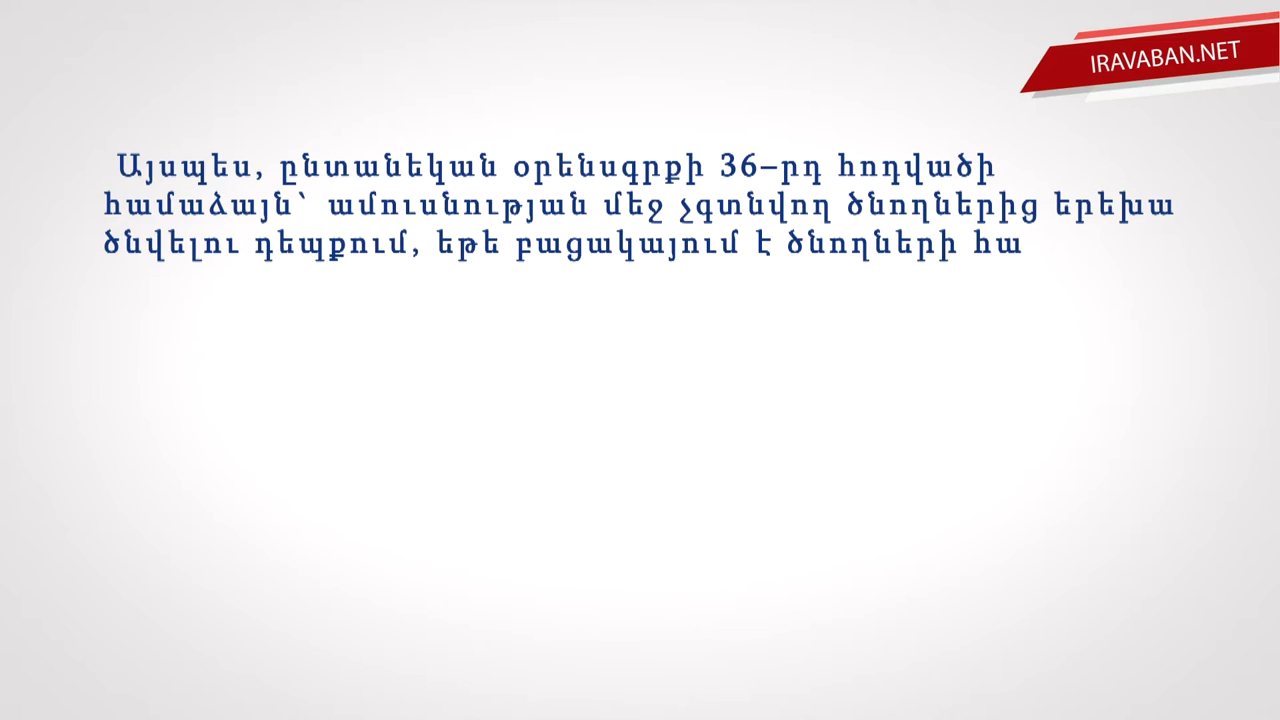 IRAVABAN.NET
Այսպես, ընտանեկան օրենսգրքի 36–րդ հոդվածի
համաձայն՝ ամուսնության մեջ չգտնվող ծնողներից երեխա
ծնվելու դեպքում, եթե բացակայում է ծնողների հա